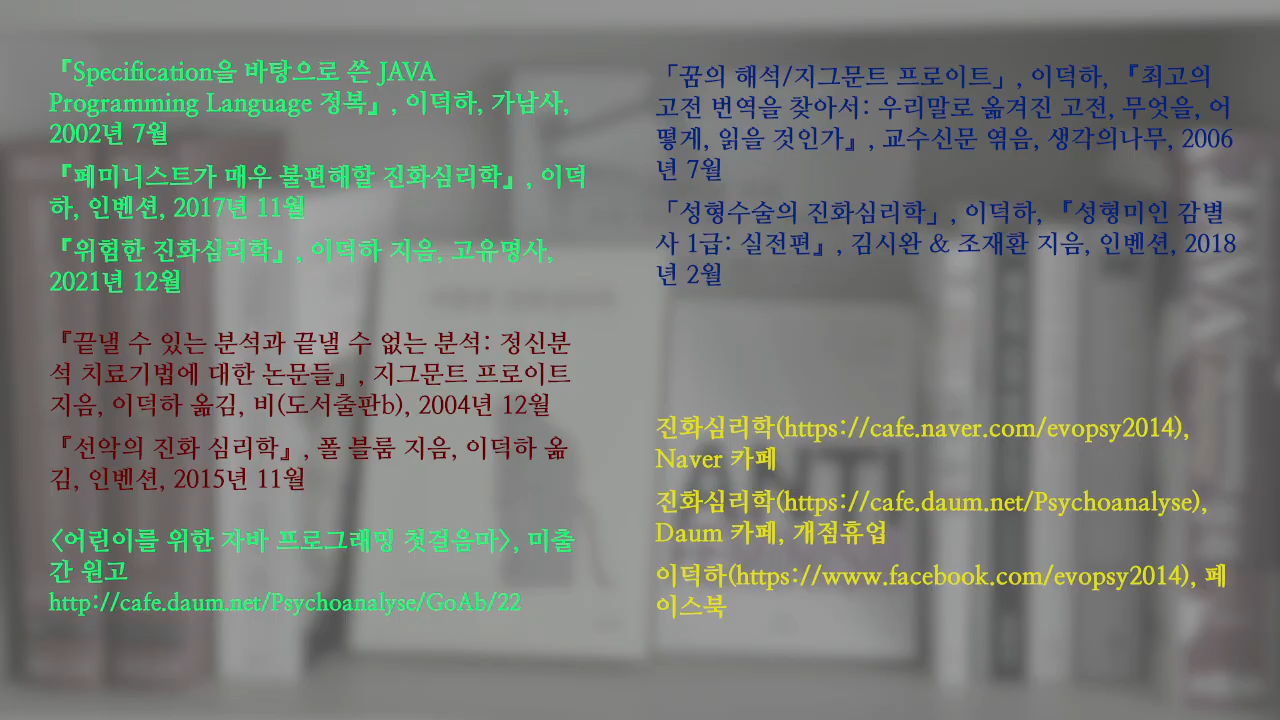 『Specification을 바탕으로 쓴 JAVA
Programming Language 정복』, 이덕하, 가남사,
2002년 7월
『페미니스트가 매우 불편해할 진화심리학』, 이덕
하, 인벤션, 2017년 11월
『위험한 진화심리학』, 이덕하 지음, 고유명사,
2021년 12월
『끝낼 수 있는 분석과 끝낼 수 없는 분석: 정신분
석 치료기법에 대한 논문들』, 지그문트 프로이트
지음, 이덕하 옮김, 비(도서출판b), 2004년 12월
『선악의 진화 심리학』, 폴 블룸 지음, 이덕하 옮
김, 인벤션, 2015년 11월
<어린이를 위한 자바 프로그래밍 첫걸음마>, 미출
간 원고
http://cafe.daum.net/Psychoanalyse/GoAb/22
「꿈의 해석/지그문트 프로이트」, 이덕하, 『최고의
고전 번역을 찾아서: 우리말로 옮겨진 고전, 무엇을, 어
떻게, 읽을 것인가』, 교수신문 엮음, 생각의나무, 2006
년 7월
「성형수술의 진화심리학」, 이덕하, 『성형미인 감별
사 1급: 실전편』, 김시완 & 조재환 지음, 인벤션, 2018
년 2월
진화심리학(https://cafe.naver.com/evopsy2014),
Naver 카페
진화심리학(https://cafe.daum.net/Psychoanalyse),
Daum 카페, 개점휴업
이덕하(https://www.facebook.com/evopsy2014), 페
이스북